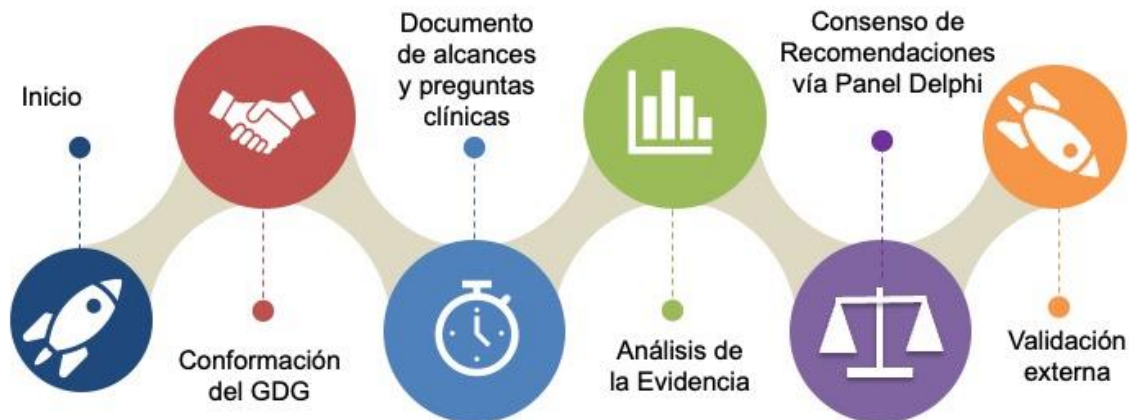 Inicio
Conformación
del GDG
Documento
de alcances
y preguntas
clínicas
Análisis de
la Evidencia
Consenso de
Recomendaciones
vía Panel Delphi
Validación
externa